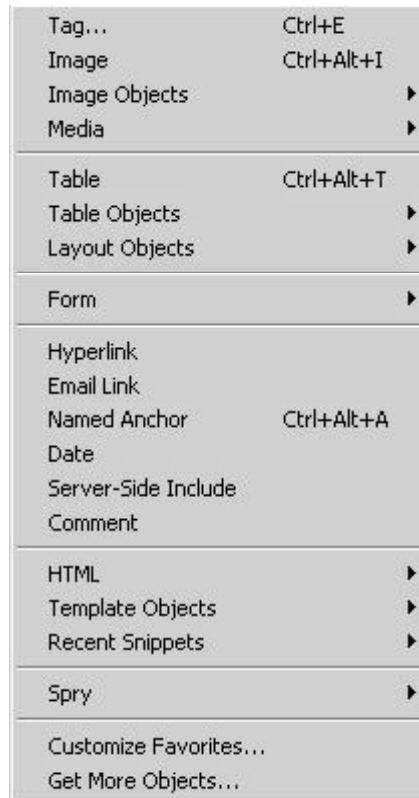 Tag... Ctrl+E
Image Ctrl+Alt+I
Image Objects
Media
Table Ctrl+Alt+T
Table Objects
Layout Objects
Form
Hyperlink
Email Link
Named Anchor Ctrl+Alt+A
Date
Server-Side Include
Comment
HTML
Template Objects
Recent Snippets
Spry
Customize Favorites...
Get More Objects...